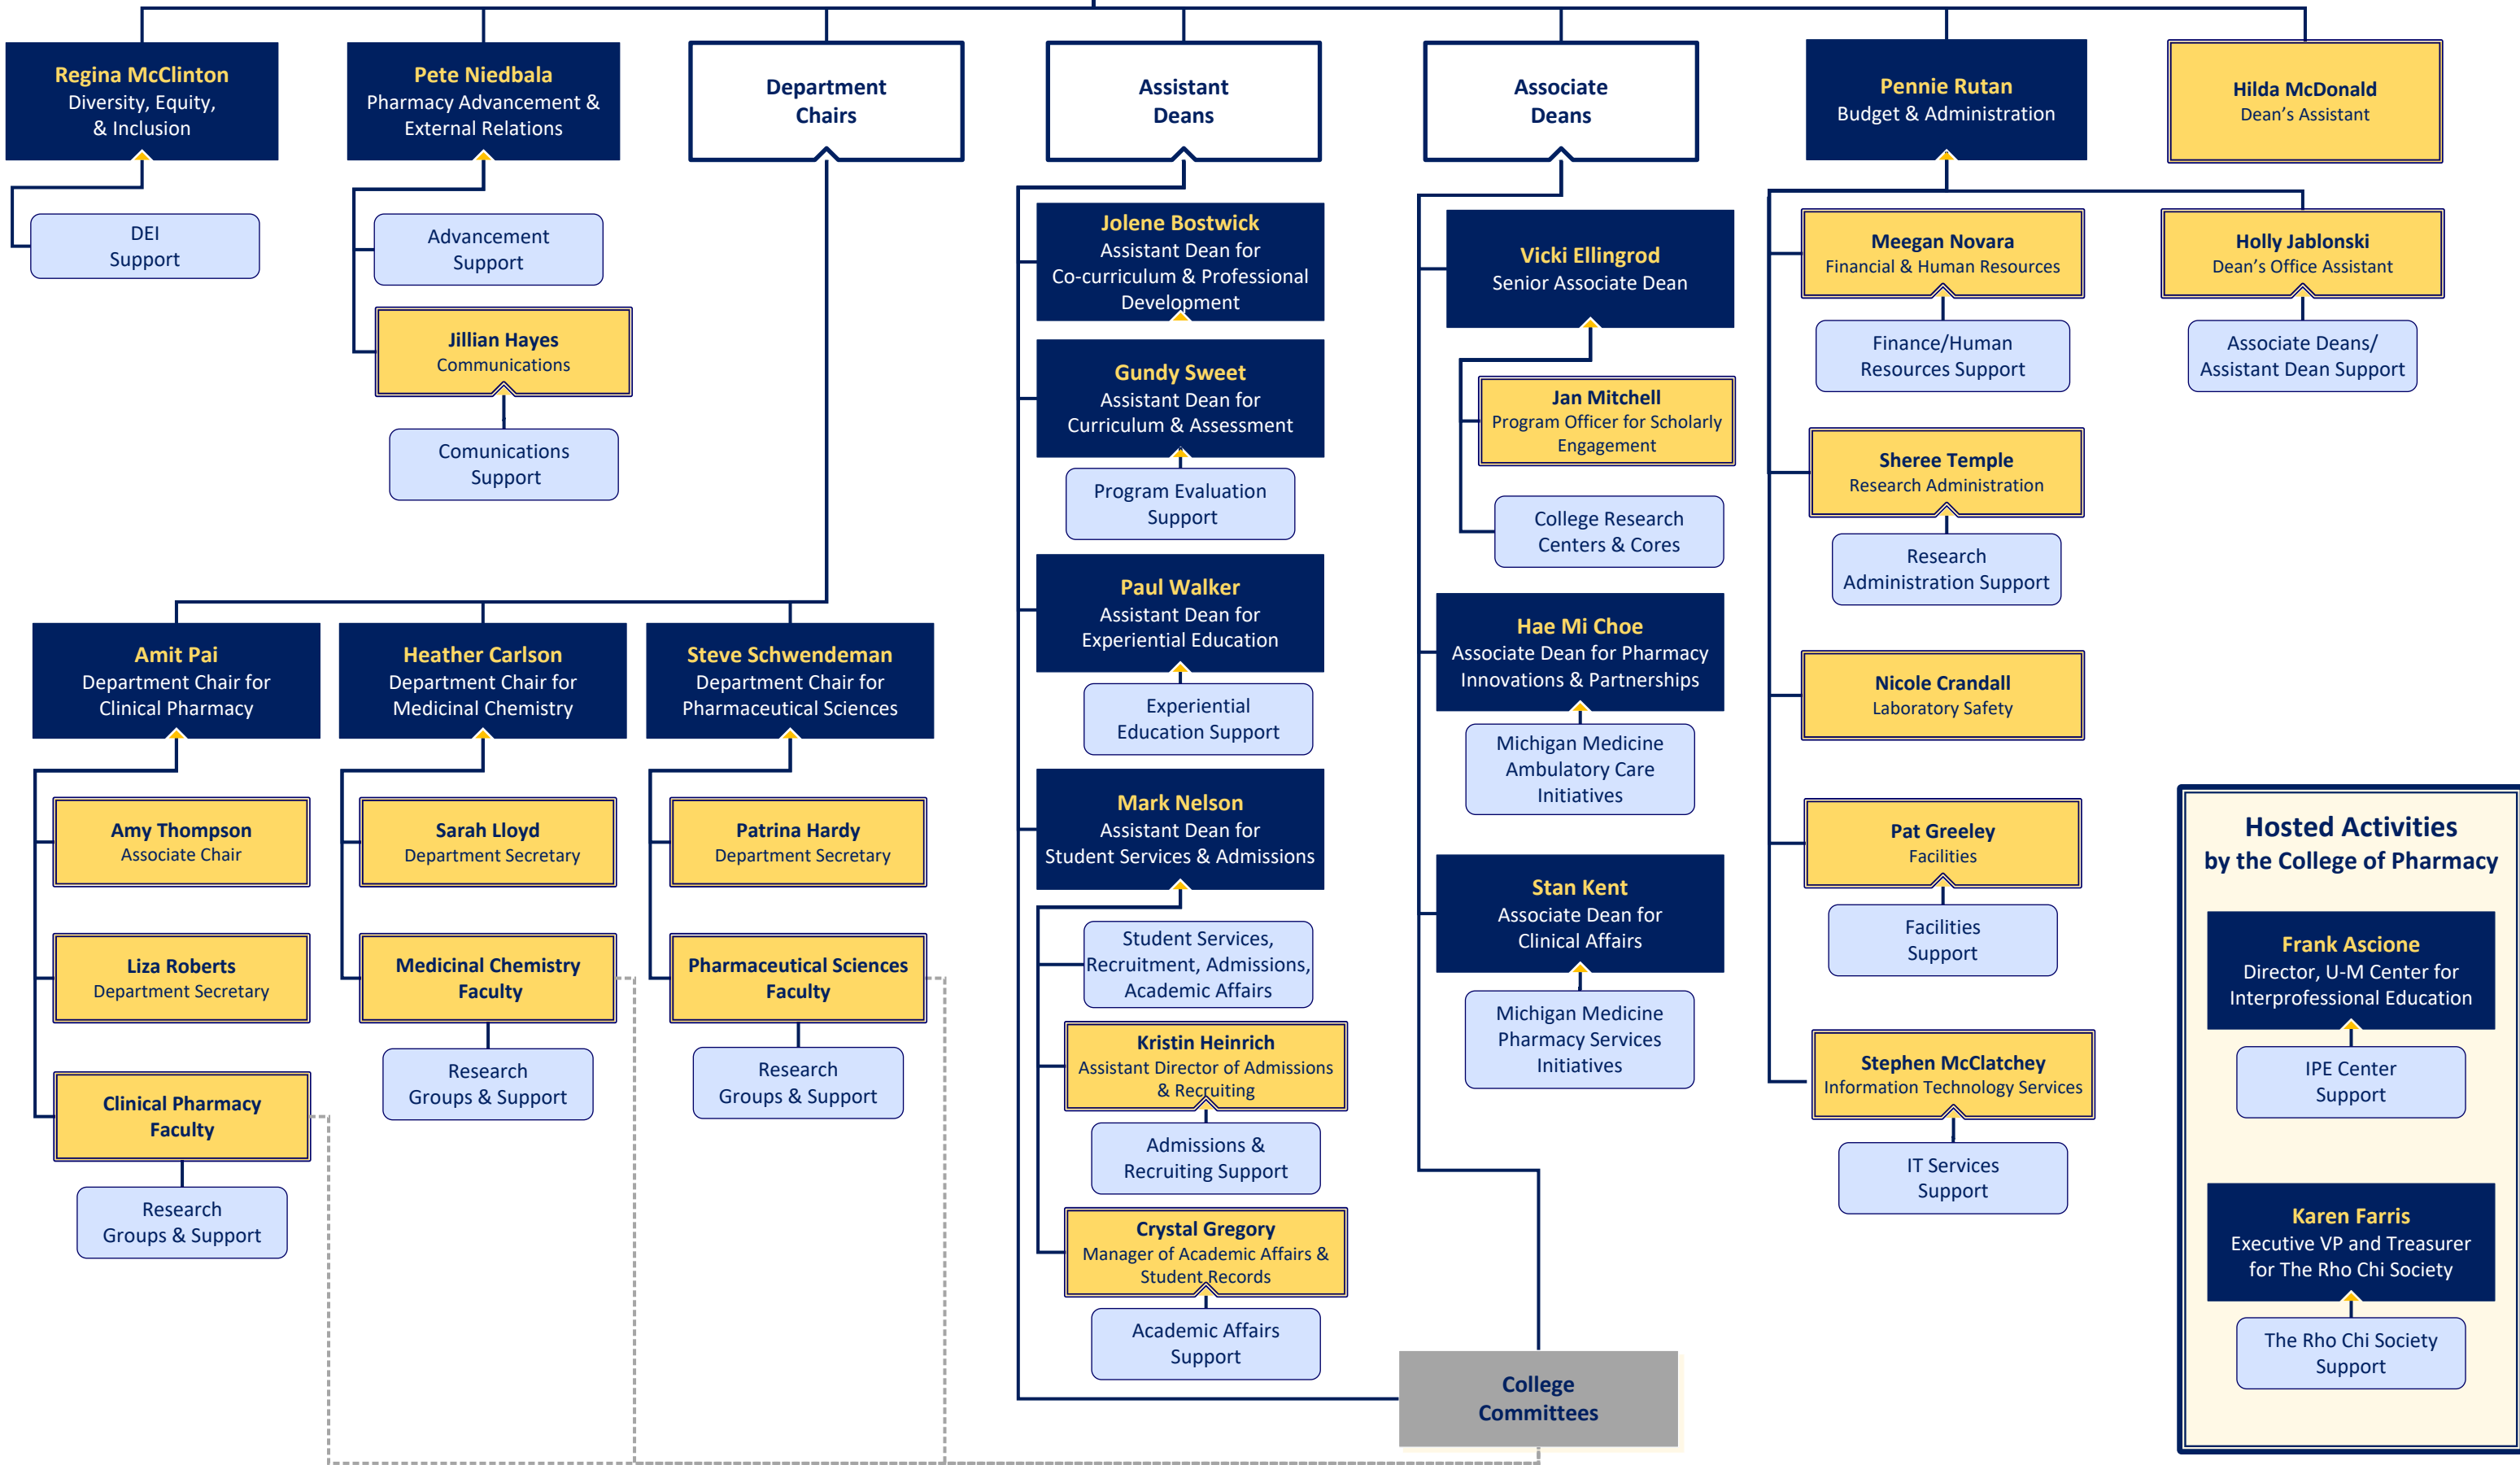 Regina McClinton
Diversity, Equity,
& Inclusion
Pete Niedbala
Pharmacy Advancement &
External Relations
Department
Chairs
Assistant
Deans
Associate
Deans
Pennie Rutan
Budget & Administration
Hilda McDonald
Dean's Assistant
DEI
Support
Advancement
Support
Jillian Hayes
Communications
Comunications
Support
Amit Pai
Department Chair for
Clinical Pharmacy
Amy Thompson
Associate Chair
Liza Roberts
Department Secretary
Clinical Pharmacy
Faculty
Research
Groups & Support
Heather Carlson
Department Chair for
Medicinal Chemistry
Sarah Lloyd
Department Secretary
Medicinal Chemistry
Faculty
Research
Groups & Support
Steve Schwendeman
Department Chair for
Pharmaceutical Sciences
Patrina Hardy
Department Secretary
Pharmaceutical Sciences
Faculty
Research
Groups & Support
Jolene Bostwick
Assistant Dean for
Co-curriculum & Professional
Development
Gundy Sweet
Assistant Dean for
Curriculum & Assessment
Program Evaluation
Support
Paul Walker
Assistant Dean for
Experiential Education
Experiential
Education Support
Mark Nelson
Assistant Dean for
Student Services & Admissions
Student Services,
Recruitment, Admissions,
Academic Affairs
Kristin Heinrich
Assistant Director of Admissions
& Recruiting
Admissions &
Recruiting Support
Crystal Gregory
Manager of Academic Affairs &
Student Records
Academic Affairs
Support
Vicki Ellingrod
Senior Associate Dean
Jan Mitchell
Program Officer for Scholarly
Engagement
College Research
Centers & Cores
Hae Mi Choe
Associate Dean for Pharmacy
Innovations & Partnerships
Michigan Medicine
Ambulatory Care
Initiatives
Stan Kent
Associate Dean for
Clinical Affairs
Michigan Medicine
Pharmacy Services
Initiatives
College
Committees
Meegan Novara
Financial & Human Resources
Finance/Human
Resources Support
Sheree Temple
Research Administration
Research
Administration Support
Nicole Crandall
Laboratory Safety
Pat Greeley
Facilities
Facilities
Support
Stephen McClatchey
Information Technology Services
IT Services
Support
Holly Jablonski
Dean's Office Assistant
Associate Deans/
Assistant Dean Support
Hosted Activities
by the College of Pharmacy
Frank Ascione
Director, U-M Center for
Interprofessional Education
IPE Center
Support
Karen Farris
Executive VP and Treasurer
for The Rho Chi Society
The Rho Chi Society
Support